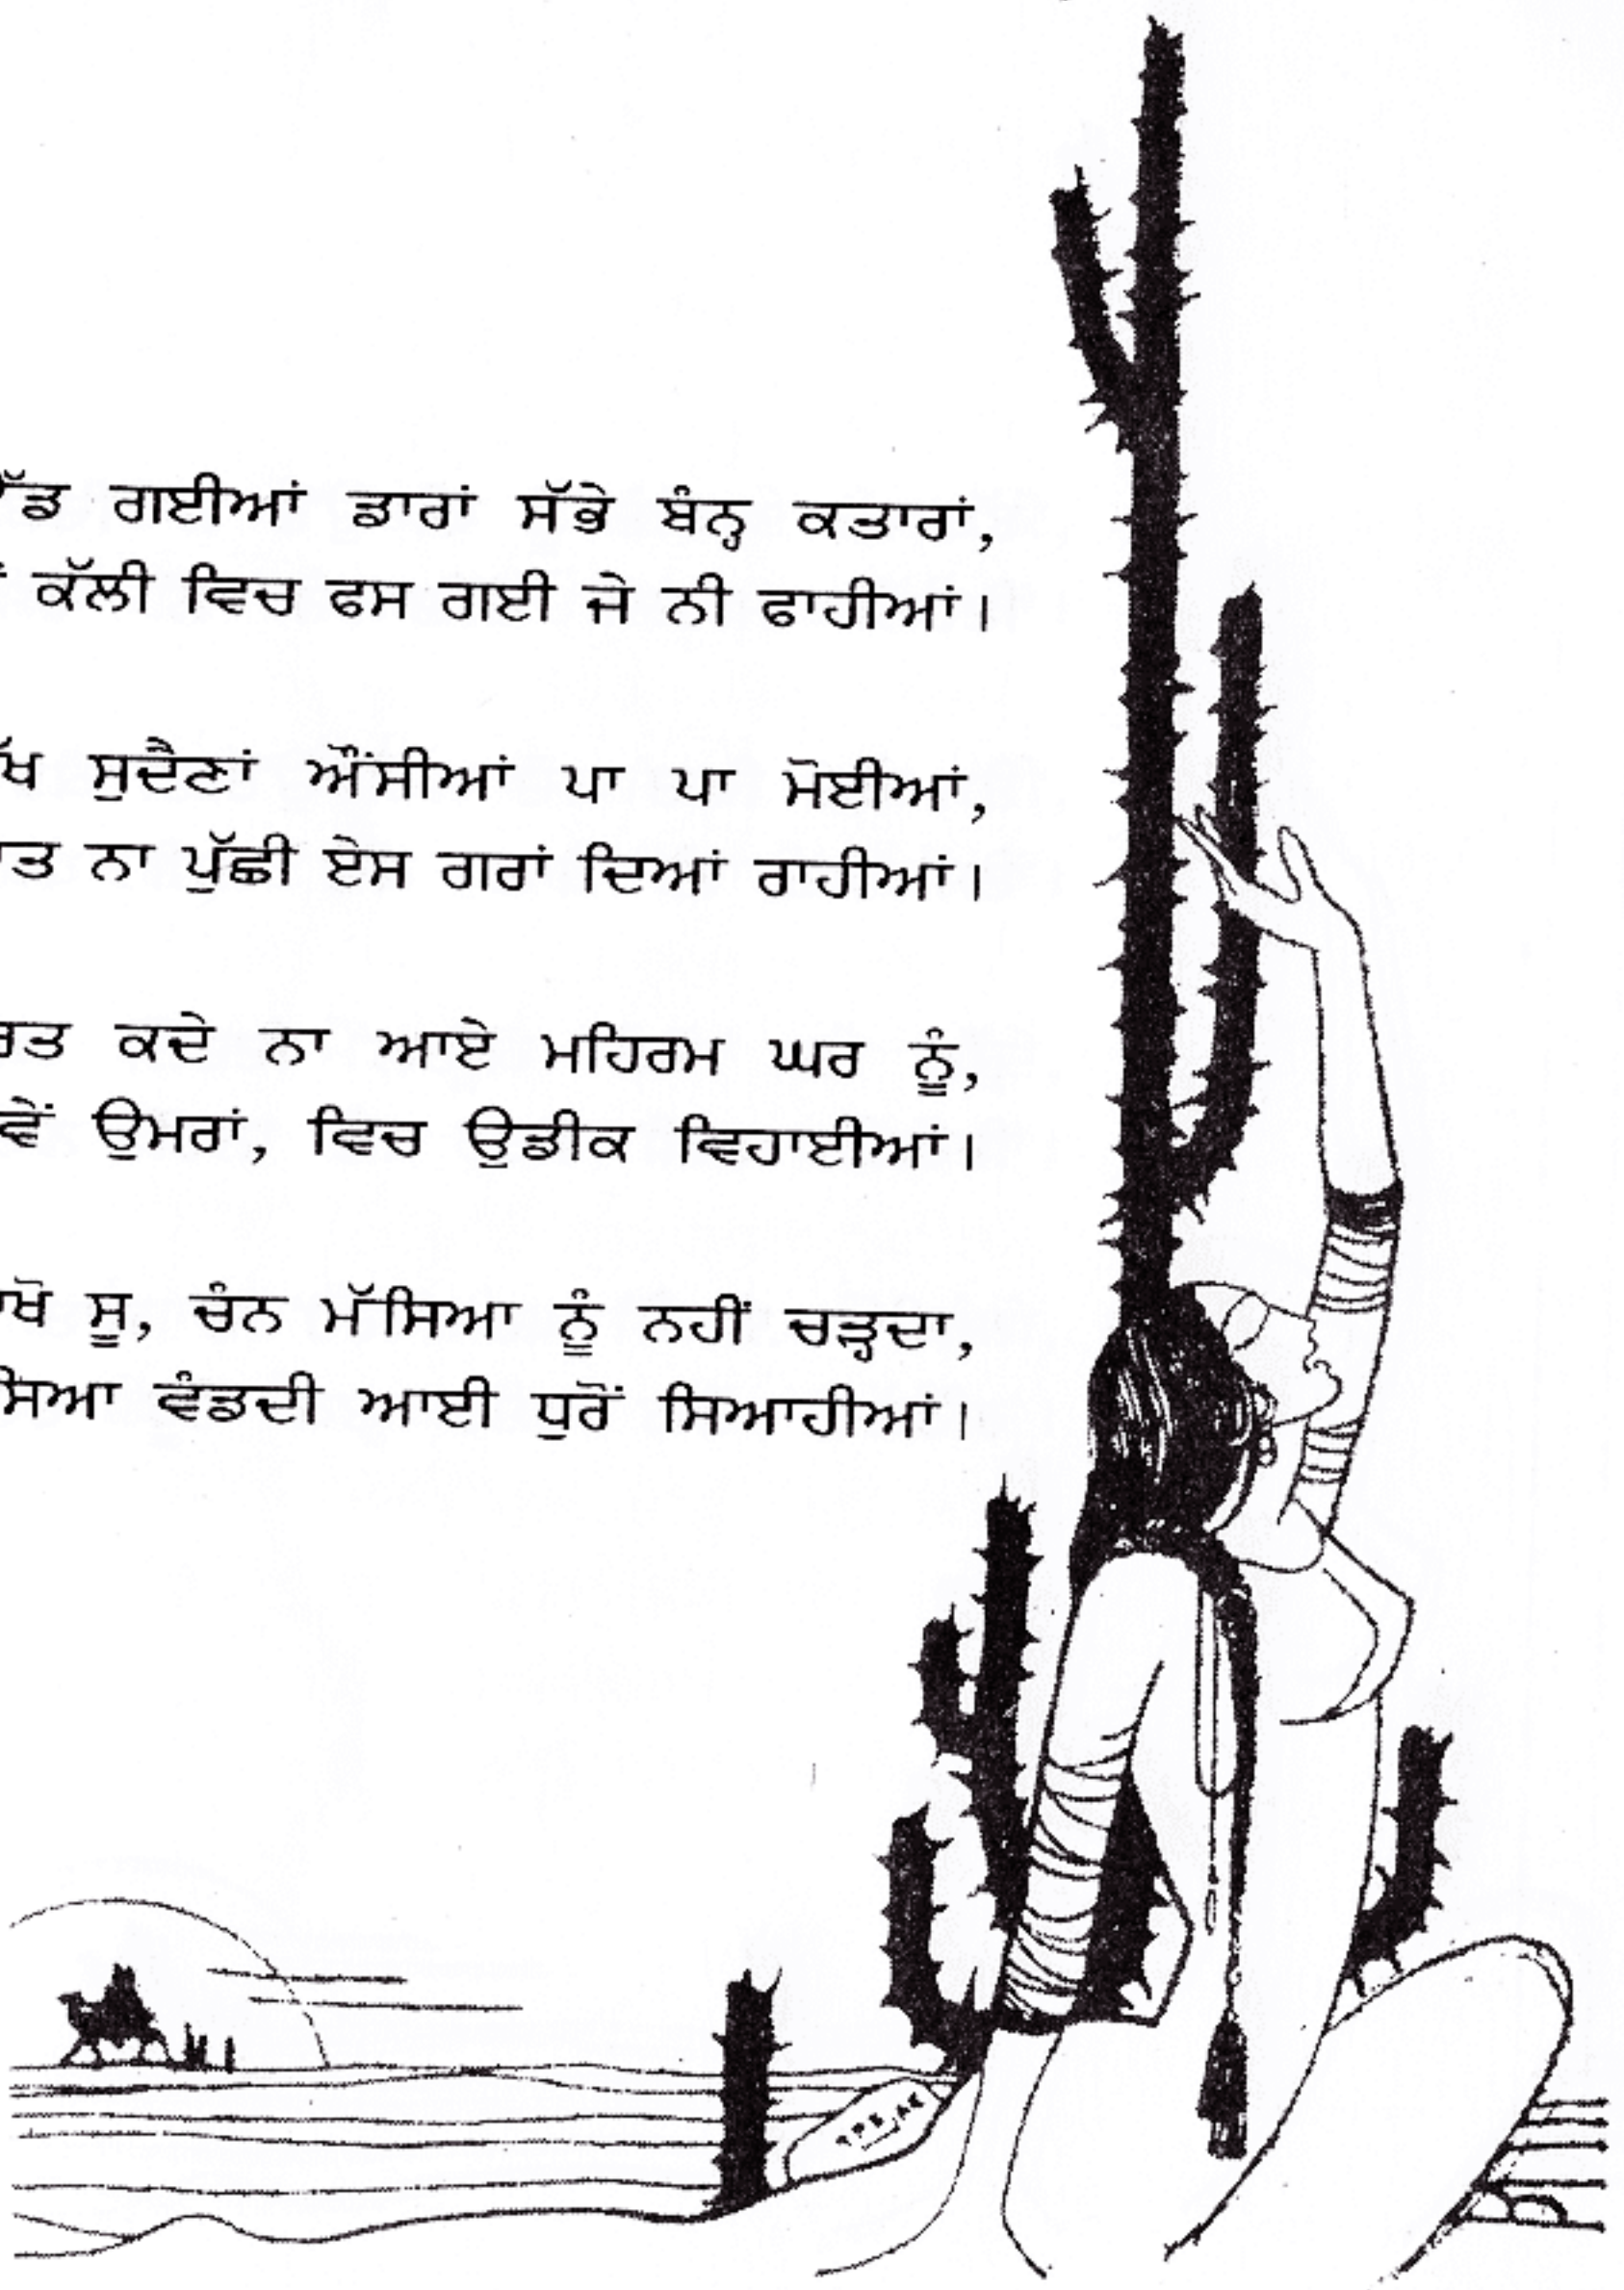 ਗਈਆਂ ਡਾਰਾਂ ਸੱਭੇ ਬੰਨ੍ਹ ਕਤਾਰਾਂ,
ਕੱਲੀ ਵਿਚ ਫਸ ਗਈ ਜੇ ਨੀ ਫਾਹੀਆਂ।
ਸੁਦੈਣਾਂ ਔਂਸੀਆਂ ਪਾ ਪਾ ਮੋਈਆਂ,
ਨਾ ਪੁੱਛੀ ਏਸ ਗਰਾਂ ਦਿਆਂ ਰਾਹੀਆਂ।
ਕਦੇ ਨਾ ਆਏ ਮਹਿਰਮ ਘਰ ਨੂੰ,
ਉਮਰਾਂ, ਵਿਚ ਉਡੀਕ ਵਿਹਾਈਆਂ।
ਸੂ, ਚੰਨ ਮੱਸਿਆ ਨੂੰ ਨਹੀਂ ਚੜ੍ਹਦਾ,
ਵੰਡਦੀ ਆਈ ਧੁਰੋਂ ਸਿਆਹੀਆਂ।